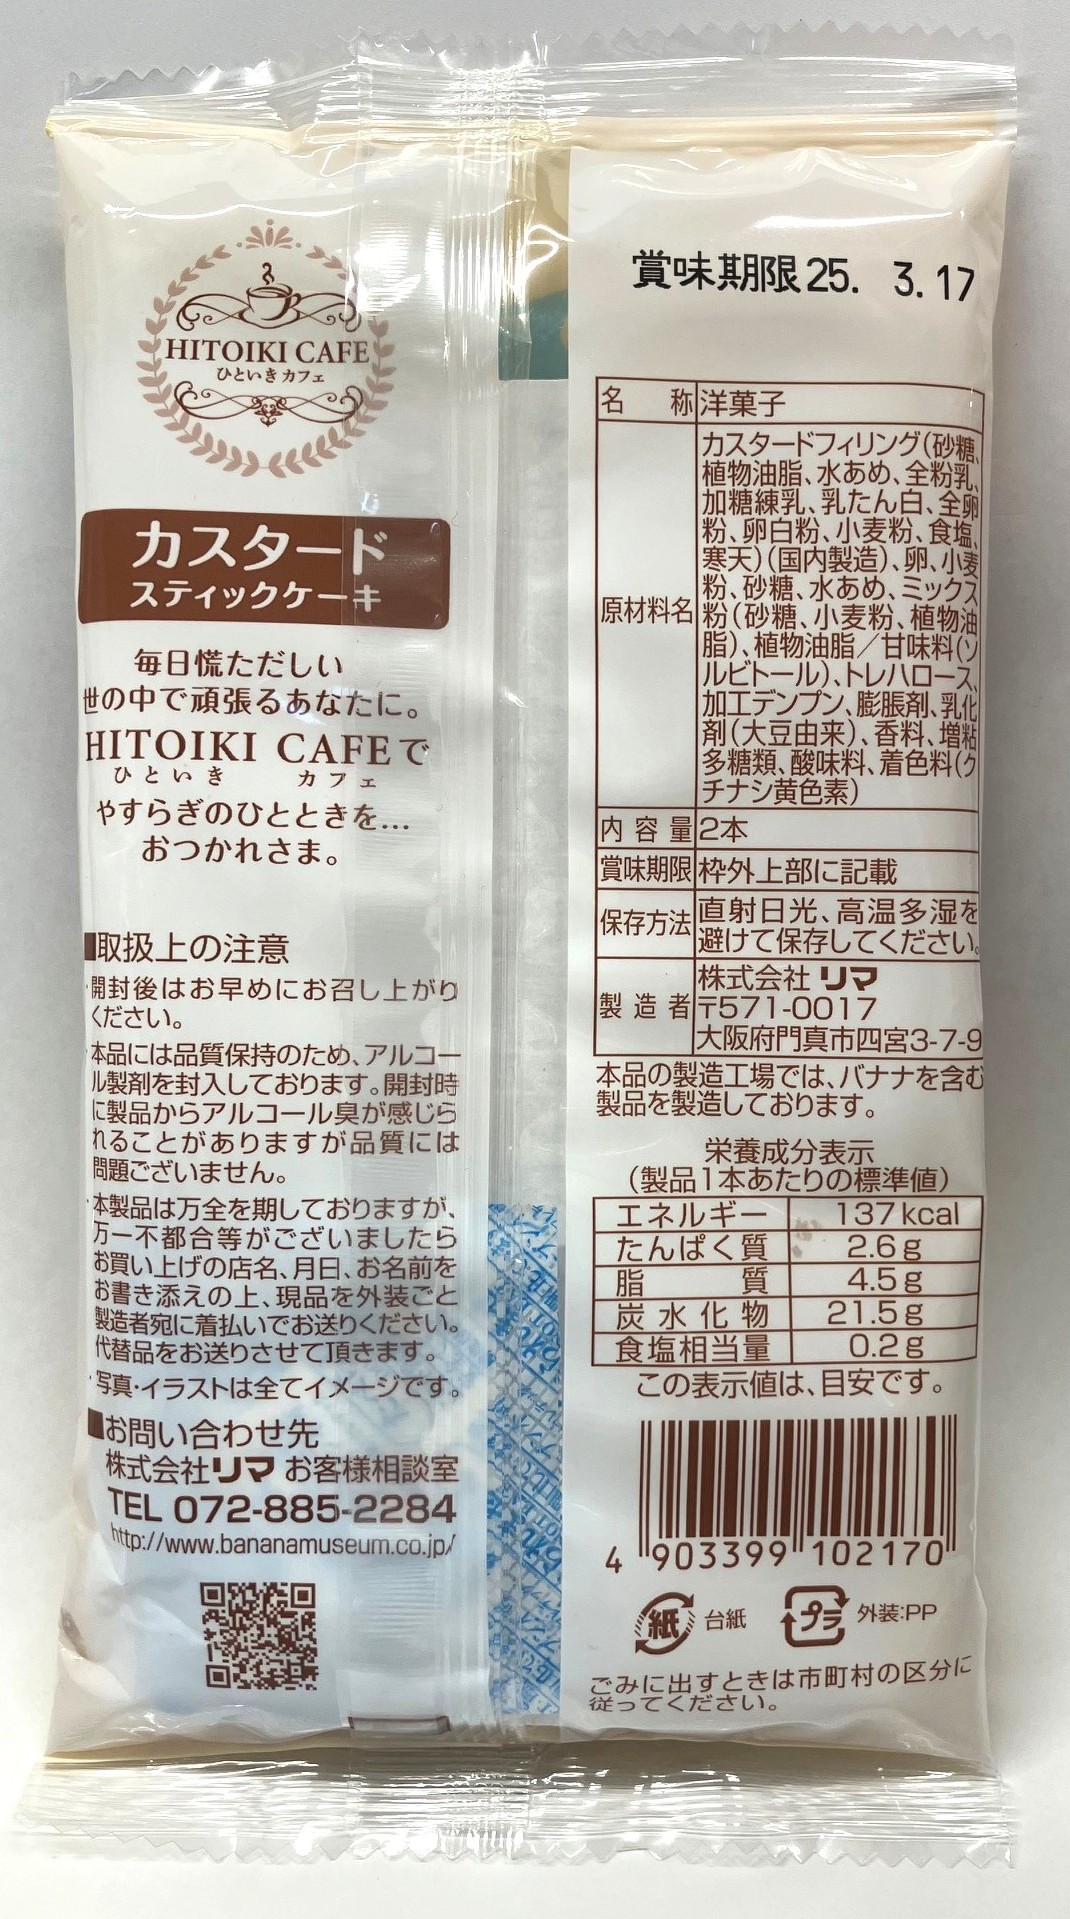 HITOIKI CAFE
ひといきカフェ
カスタード
スティックケーキ
毎日慌ただしい
世の中で頑張るあなたに。
HITOIKI CAFEで
ひといき カフェ
やすらぎのひとときを…
おつかれさま。
■取扱上の注意
・開封後はお早めにお召し上がり
ください。
・本品には品質保持のため、アルコー
ル製剤を封入しております。開封時
に製品からアルコール臭が感じら
れることがありますが品質には
問題ございません。
・本製品は万全を期しておりますが、
万一不都合等がございましたら
お買い上げの店名、月日、お名前を
お書き添えの上、現品を外装ごと
製造者宛に着払いでお送りください。
代替品をお送りさせて頂きます。
・写真・イラストは全てイメージです。
■お問い合わせ先
株式会社リマ お客様相談室
TEL 072-885-2284
http://www.bananamuseum.co.jp/
賞味期限25. 3.17
名称 洋菓子
原材料名 カスタードフィリング(砂糖、
植物油脂、水あめ、全粉乳、
加糖練乳、乳たん白、全卵
粉、卵白粉、小麦粉、食塩、
寒天)(国内製造)、卵、小麦
粉、砂糖、水あめ、ミックス
粉(砂糖、小麦粉、植物油
脂)、植物油脂/甘味料(ソ
ルビトール)、トレハロース、
加工デンプン、膨脹剤、乳化
剤(大豆由来)、香料、増粘
多糖類、酸味料、着色料(ク
チナシ黄色素)
内容量 2本
賞味期限 枠外上部に記載
保存方法 直射日光、高温多湿を
避けて保存してください。
製造者 株式会社 リマ
〒571-0017
大阪府門真市四宮3-7-9
本品の製造工場では、バナナを含む
製品を製造しております。
栄養成分表示
(製品1本あたりの標準値)
エネルギー 137kcal
たんぱく質 2.6g
脂質 4.5g
炭水化物 21.5g
食塩相当量 0.2g
この表示値は、目安です。
4 903399 102170
紙 台紙 プラ 外装:PP
ごみに出すときは市町村の区分に
従ってください。